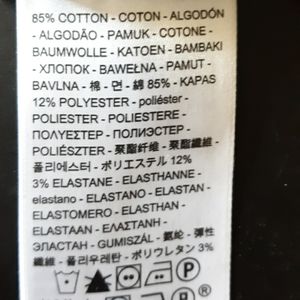 85% COTTON - COTON - ALGODÓN
- ALGODÃO - PAMUK - COTONE -
BAUMWOLLE - KATOEN - BAMBAKI
- ХЛОПОК - BAWEŁNA - PAMUT -
BAVLNA - 棉 - 면 - 綿 85% - KAPAS
12% POLYESTER - poliéster -
POLIESTER - POLIESTERE -
ΠΟΛΥΕΣΤΕΡ - ПОЛИЭСТЕР -
POLIÉSZTER - 聚酯纤维 - 聚酯纖維 -
폴리에스터 - ポリエステル 12%
3% ELASTANE - ELASTHANNE -
elastano - ELASTANO - ELASTAN -
ELASTOMERO - ELASTHAN -
ELASTAAN - ΕΛΑΣΤΑΝΗ -
ЭЛАСТАН - GUMISZÁL - 氨纶 - 彈性
纖維 - 폴리우레탄 - ポリウレタン 3%
P